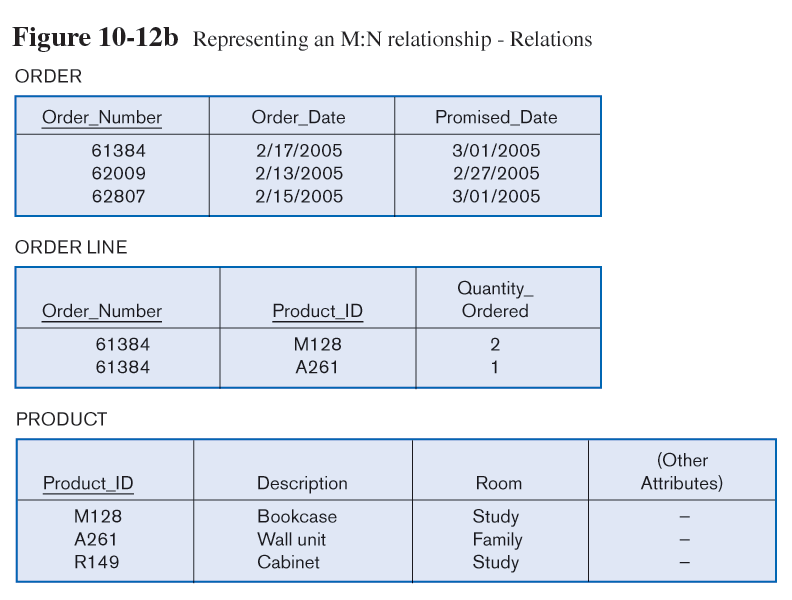 Figure 10-12b Representing an M:N relationship - Relations
ORDER
Order_Number Order_Date Promised_Date
61384 2/17/2005 3/01/2005
62009 2/13/2005 2/27/2005
62807 2/15/2005 3/01/2005
ORDER LINE
Quantity_
Order_Number Product_ID Ordered
61384 M128 2
61384 A261 1
PRODUCT
(Other
Product_ID Description Room Attributes)
M128 Bookcase Study –
A261 Wall unit Family –
R149 Cabinet Study –